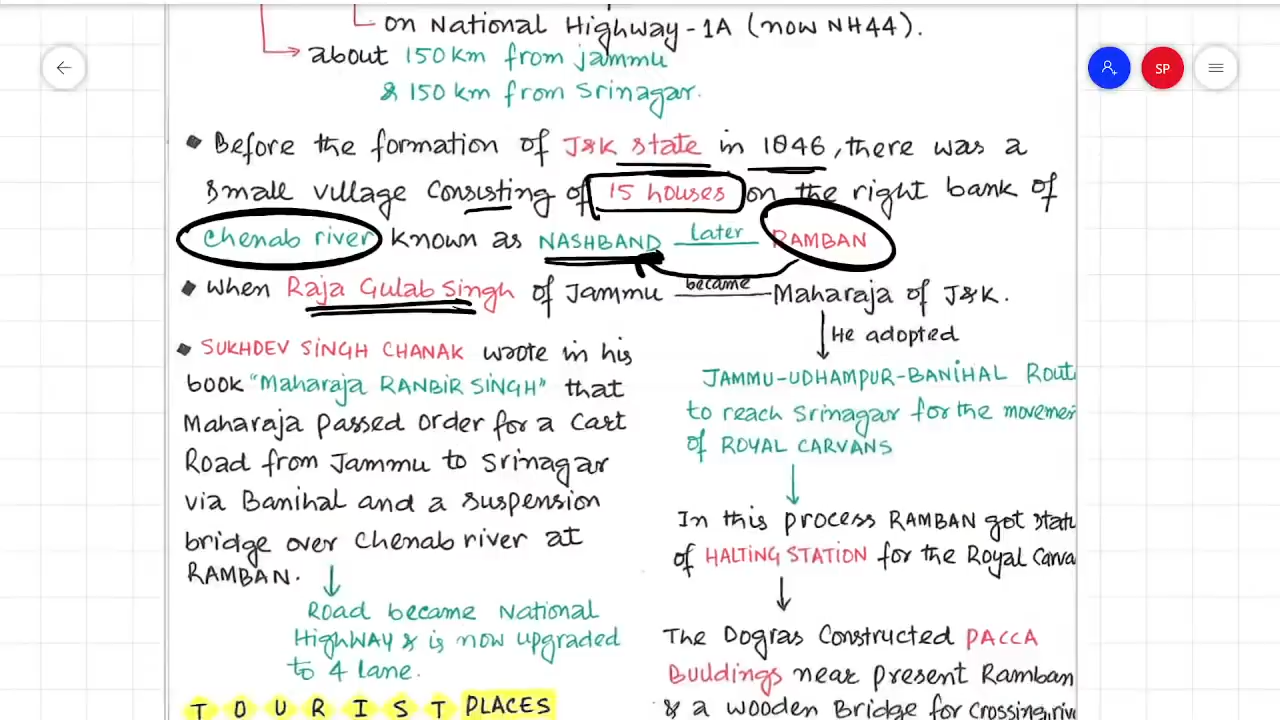 on National Highway-1A (now NH44).
about 150km from jammu
& 150 km from Srinagar.
SP
Before the formation of J&K state in 1846, there was a
small village consisting of 15 houses on the right bank of
Chenab river known as NASHBAND later RAMBAN
When Raja Gulab Singh of Jammu became Maharaja of J&K.
He adopted
JAMMU-UDHAMPUR-BANIHAL Rout
to reach Srinagar for the movemen
of ROYAL CARVANS
In this process RAMBAN got statu
of HALTING STATION for the Royal Carva
The Dogras Constructed PACCA
Buildings near present Ramban
& a wooden Bridge for crossing riv
SUKHDEV SINGH CHANAK wrote in his
book "Maharaja RANBIR SINGH" that
Maharaja passed order for a Cart
Road from Jammu to Srinagar
via Banihal and a suspension
bridge over Chenab river at
RAMBAN.
Road became National
HighWAY & is now upgraded
to 4 lane.
TOURIST PLACES